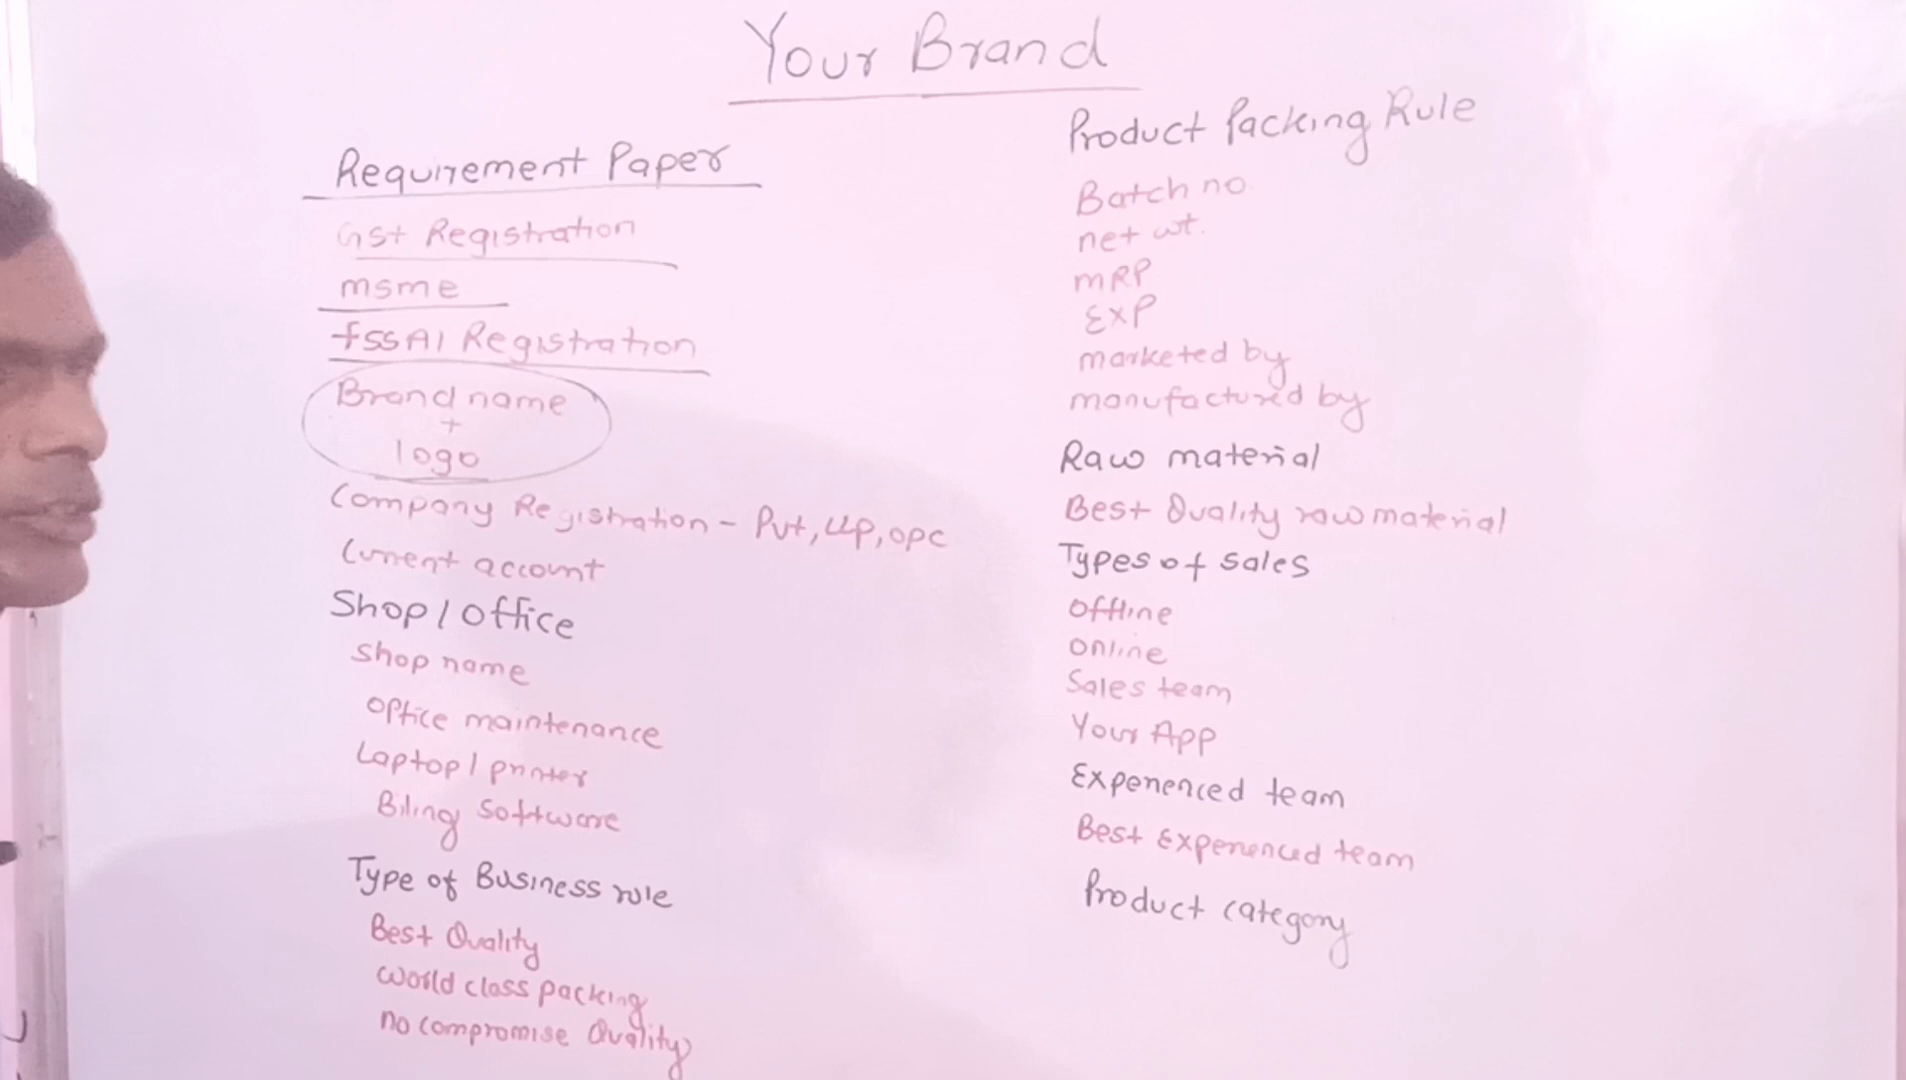 Your Brand
Requirement Paper
Gst Registration
msme
fssAI Registration
Brand name
+
logo
Company Registration - Pvt, LLp, opc
Current account
Shop / Office
Shop name
Office maintenance
Laptop / printer
Biling Software
Type of Business role
Best Quality
World class packing
no compromise Quality
Product Packing Rule
Batch no.
net wt.
MRP
EXP
marketed by
manufactured by
Raw material
Best Quality raw material
Types of sales
Offline
Online
Sales team
Your App
Experienced team
Best Experienced team
Product category